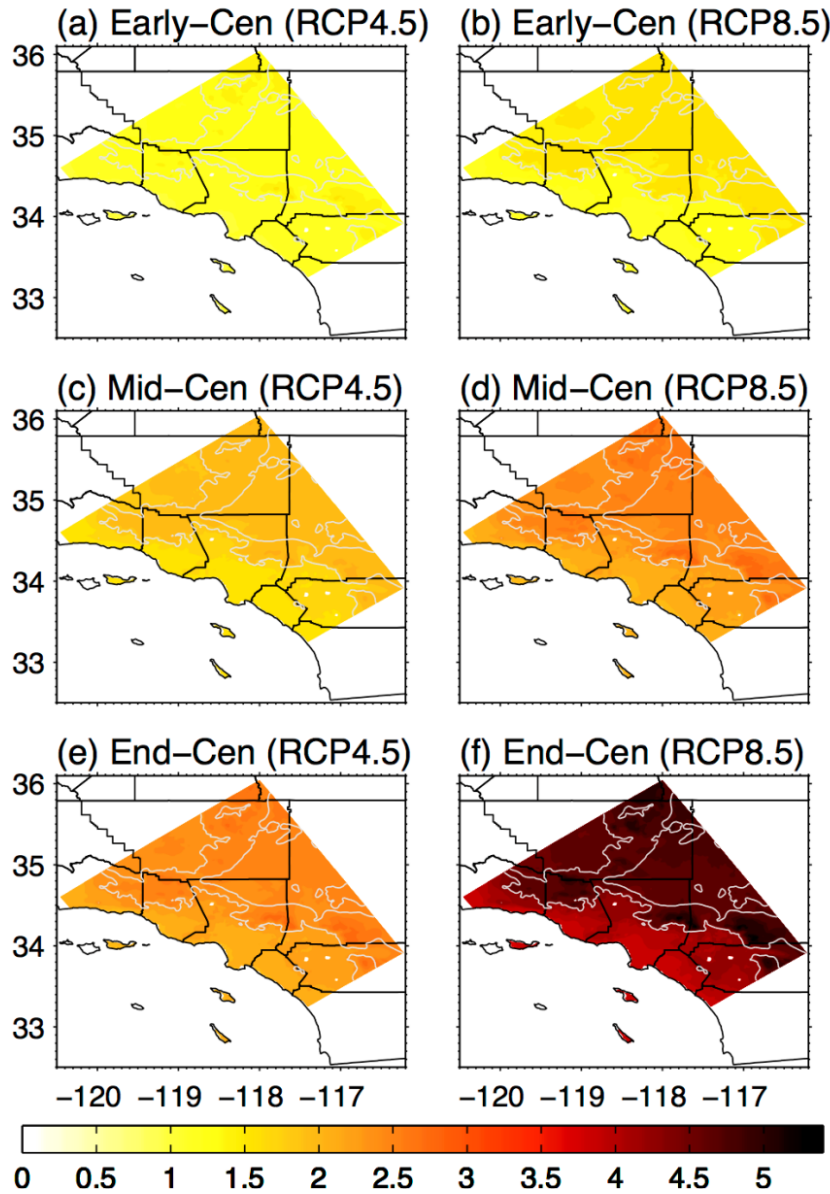 (a) Early−Cen (RCP4.5) (b) Early−Cen (RCP8.5)
36
35
34
33
(c) Mid−Cen (RCP4.5) (d) Mid−Cen (RCP8.5)
36
35
34
33
(e) End−Cen (RCP4.5) (f) End−Cen (RCP8.5)
36
35
34
33
−120 −119 −118 −117 −120 −119 −118 −117
0 0.5 1 1.5 2 2.5 3 3.5 4 4.5 5